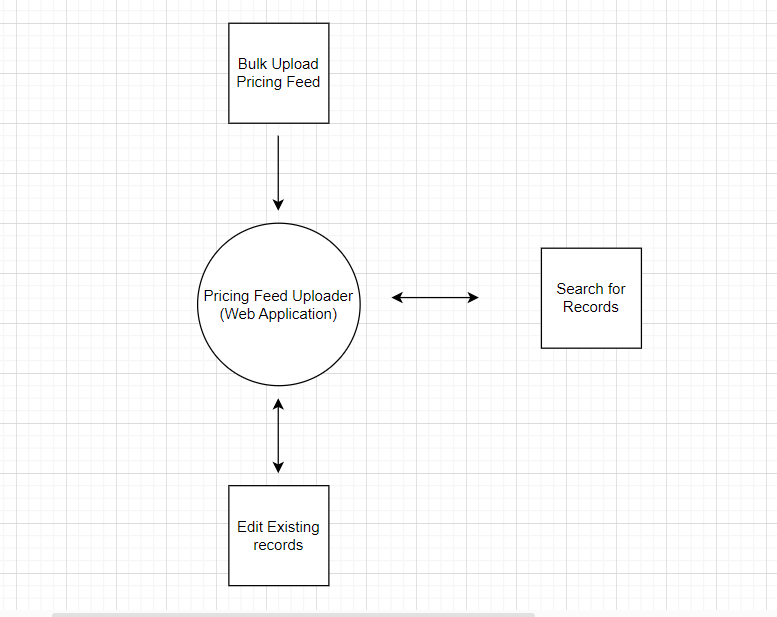 Bulk Upload
Pricing Feed
Pricing Feed Uploader
(Web Application)
Search for
Records
Edit Existing
records